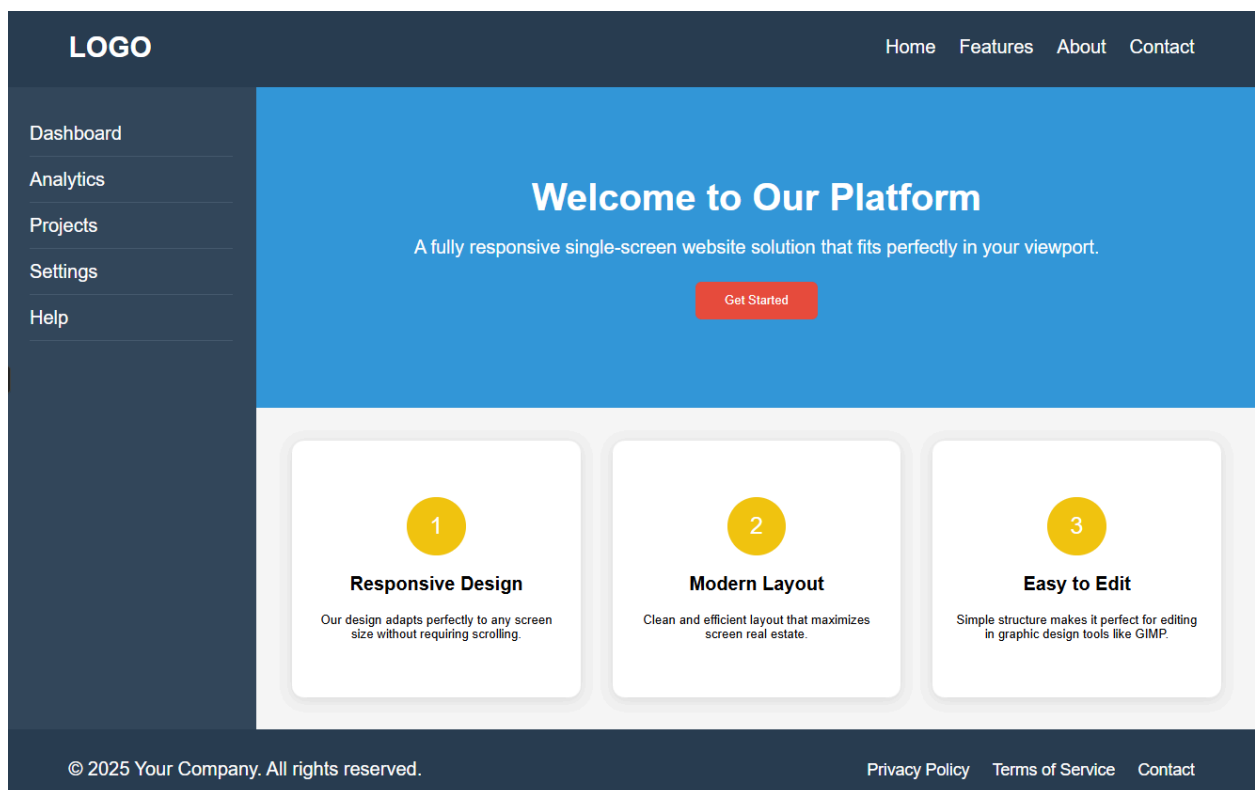 LOGO
Home Features About Contact
Dashboard
Analytics
Projects
Settings
Help
Welcome to Our Platform
A fully responsive single-screen website solution that fits perfectly in your viewport.
Get Started
1
Responsive Design
Our design adapts perfectly to any screen
size without requiring scrolling.
2
Modern Layout
Clean and efficient layout that maximizes
screen real estate.
3
Easy to Edit
Simple structure makes it perfect for editing
in graphic design tools like GIMP.
© 2025 Your Company. All rights reserved.
Privacy Policy Terms of Service Contact